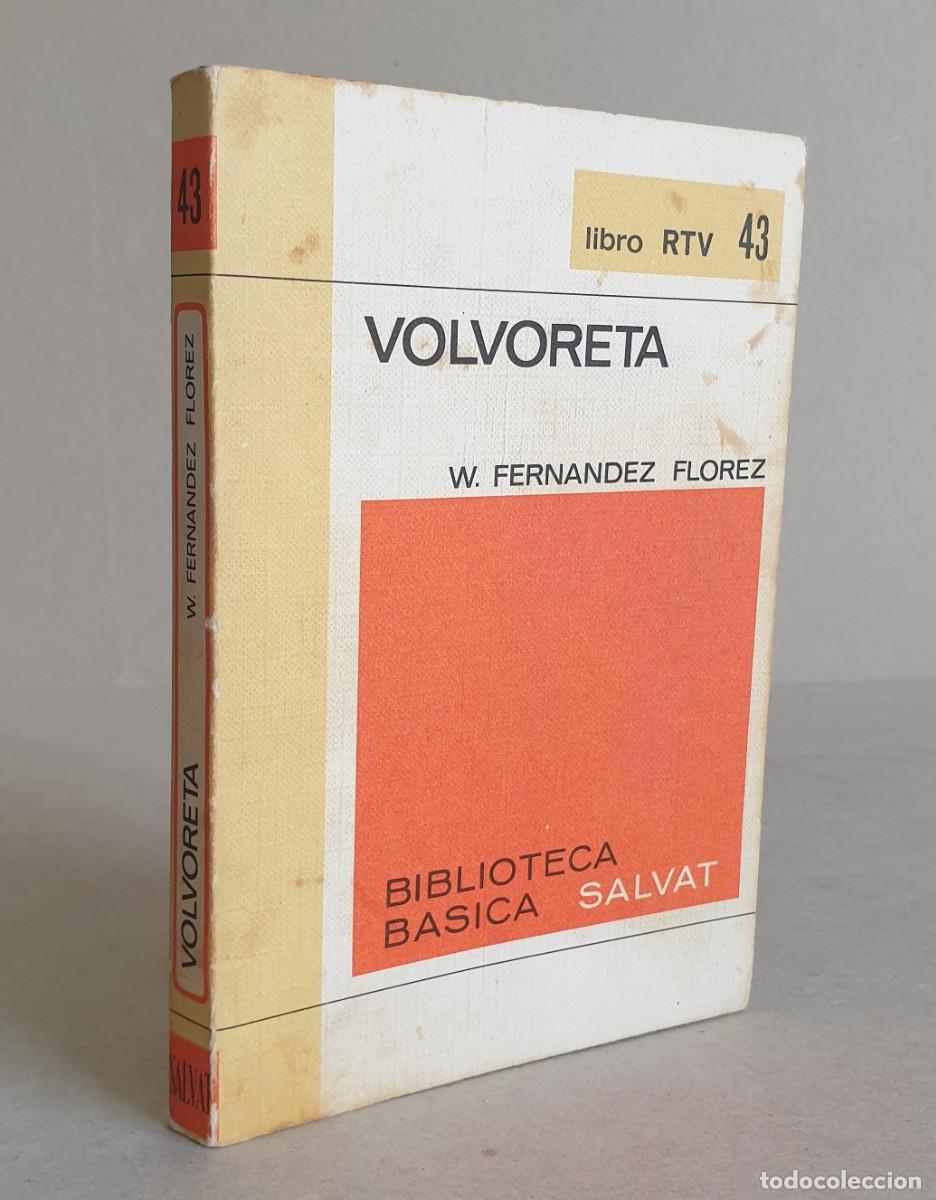 43
W. FERNANDEZ FLOREZ
VOLVORETA
SALVAT
libro RTV 43
VOLVORETA
W. FERNANDEZ FLOREZ
BIBLIOTECA
BASICA SALVAT
todocoleccion